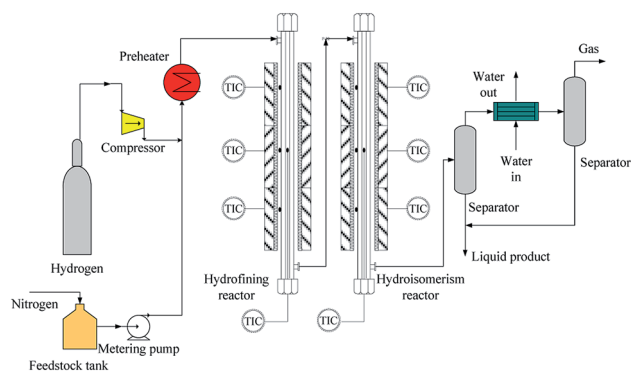 Preheater
Compressor
Hydrogen
Nitrogen
Feedstock tank
Metering pump
TIC
TIC
TIC
TIC
Hydrofining
reactor
TIC
TIC
TIC
TIC
Hydroisomerism
reactor
Water
out
Water
in
Separator
Gas
Separator
Liquid product